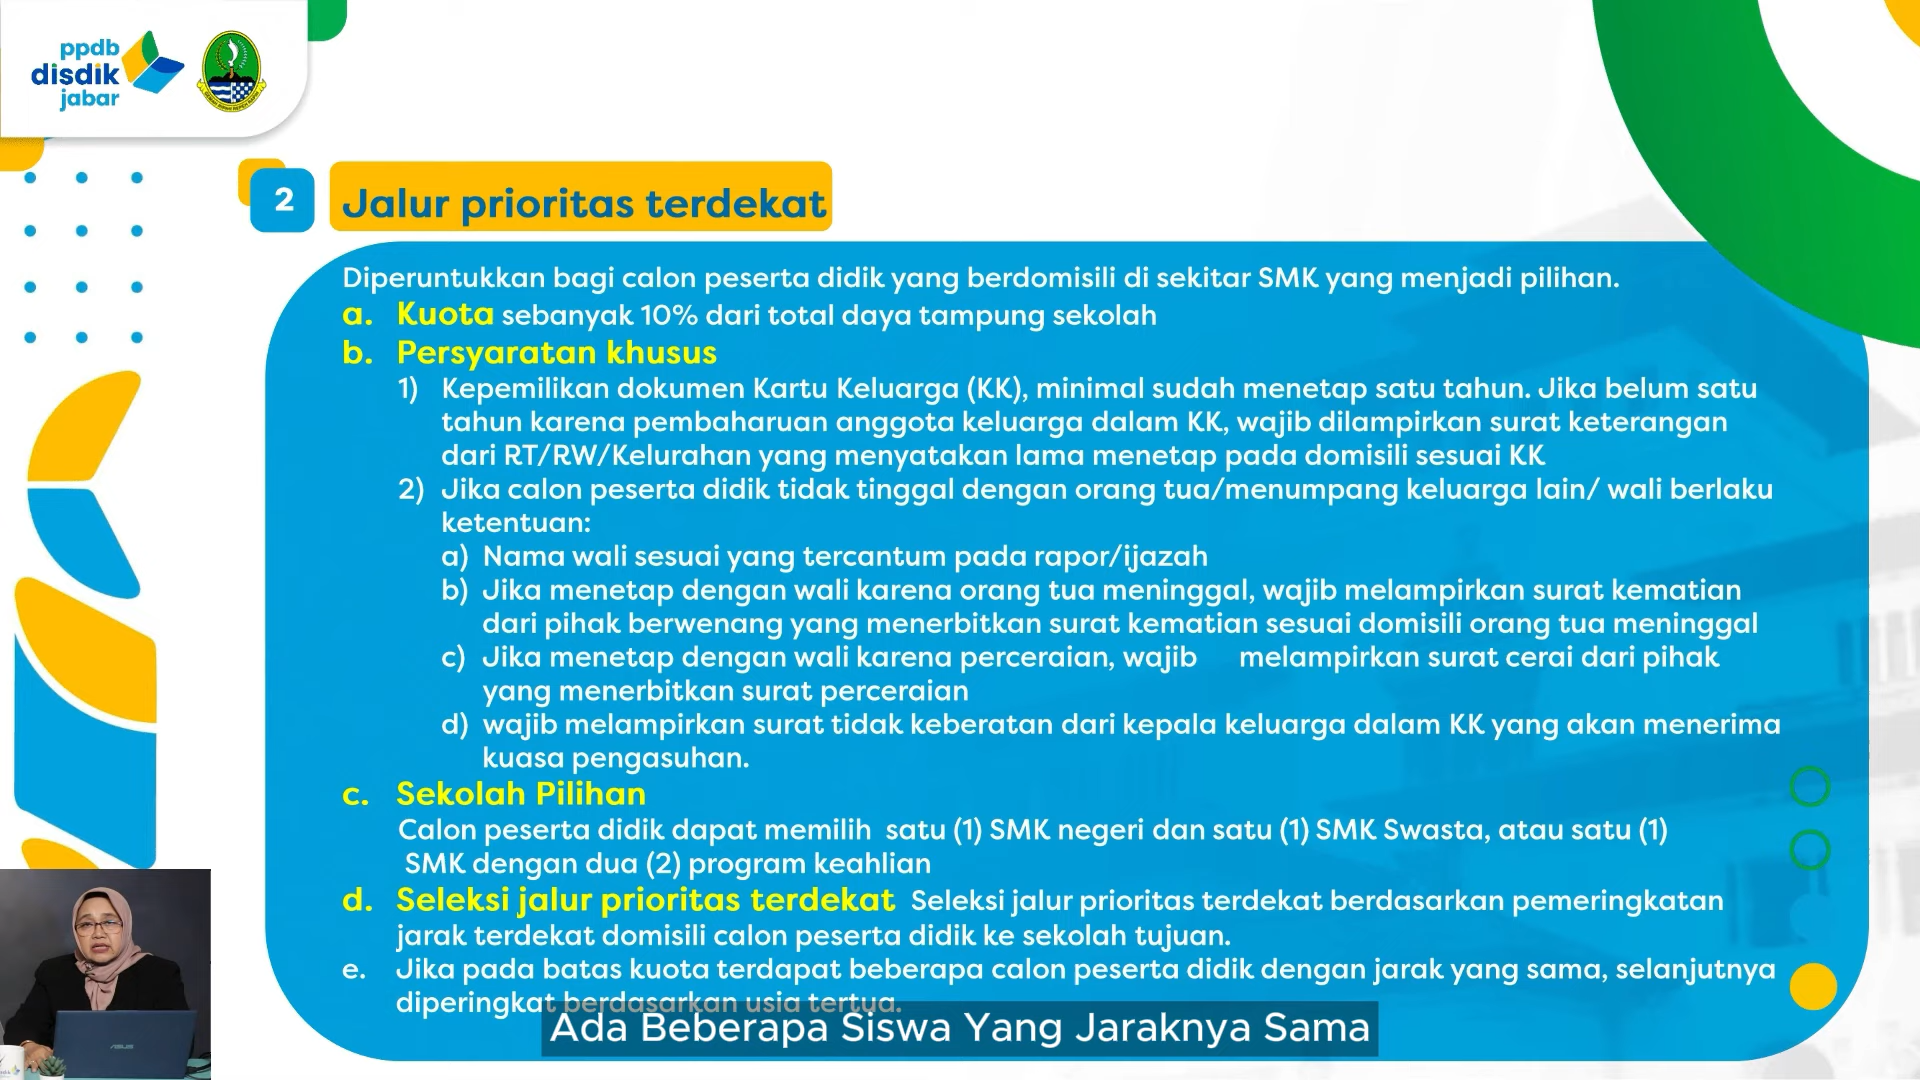 ppdb
disdik
jabar
2
Jalur prioritas terdekat
Diperuntukkan bagi calon peserta didik yang berdomisili di sekitar SMK yang menjadi pilihan.
a. Kuota sebanyak 10% dari total daya tampung sekolah
b. Persyaratan khusus
1) Kepemilikan dokumen Kartu Keluarga (KK), minimal sudah menetap satu tahun. Jika belum satu
tahun karena pembaharuan anggota keluarga dalam KK, wajib dilampirkan surat keterangan
dari RT/RW/Kelurahan yang menyatakan lama menetap pada domisili sesuai KK
2) Jika calon peserta didik tidak tinggal dengan orang tua/menumpang keluarga lain/ wali berlaku
ketentuan:
a) Nama wali sesuai yang tercantum pada rapor/ijazah
b) Jika menetap dengan wali karena orang tua meninggal, wajib melampirkan surat kematian
dari pihak berwenang yang menerbitkan surat kematian sesuai domisili orang tua meninggal
c) Jika menetap dengan wali karena perceraian, wajib melampirkan surat cerai dari pihak
yang menerbitkan surat perceraian
d) wajib melampirkan surat tidak keberatan dari kepala keluarga dalam KK yang akan menerima
kuasa pengasuhan.
c. Sekolah Pilihan
Calon peserta didik dapat memilih satu (1) SMK negeri dan satu (1) SMK Swasta, atau satu (1)
SMK dengan dua (2) program keahlian
d. Seleksi jalur prioritas terdekat Seleksi jalur prioritas terdekat berdasarkan pemeringkatan
jarak terdekat domisili calon peserta didik ke sekolah tujuan.
e. Jika pada batas kuota terdapat beberapa calon peserta didik dengan jarak yang sama, selanjutnya
diperingkat berdasarkan usia tertua.
Ada Beberapa Siswa Yang Jaraknya Sama
ASUS